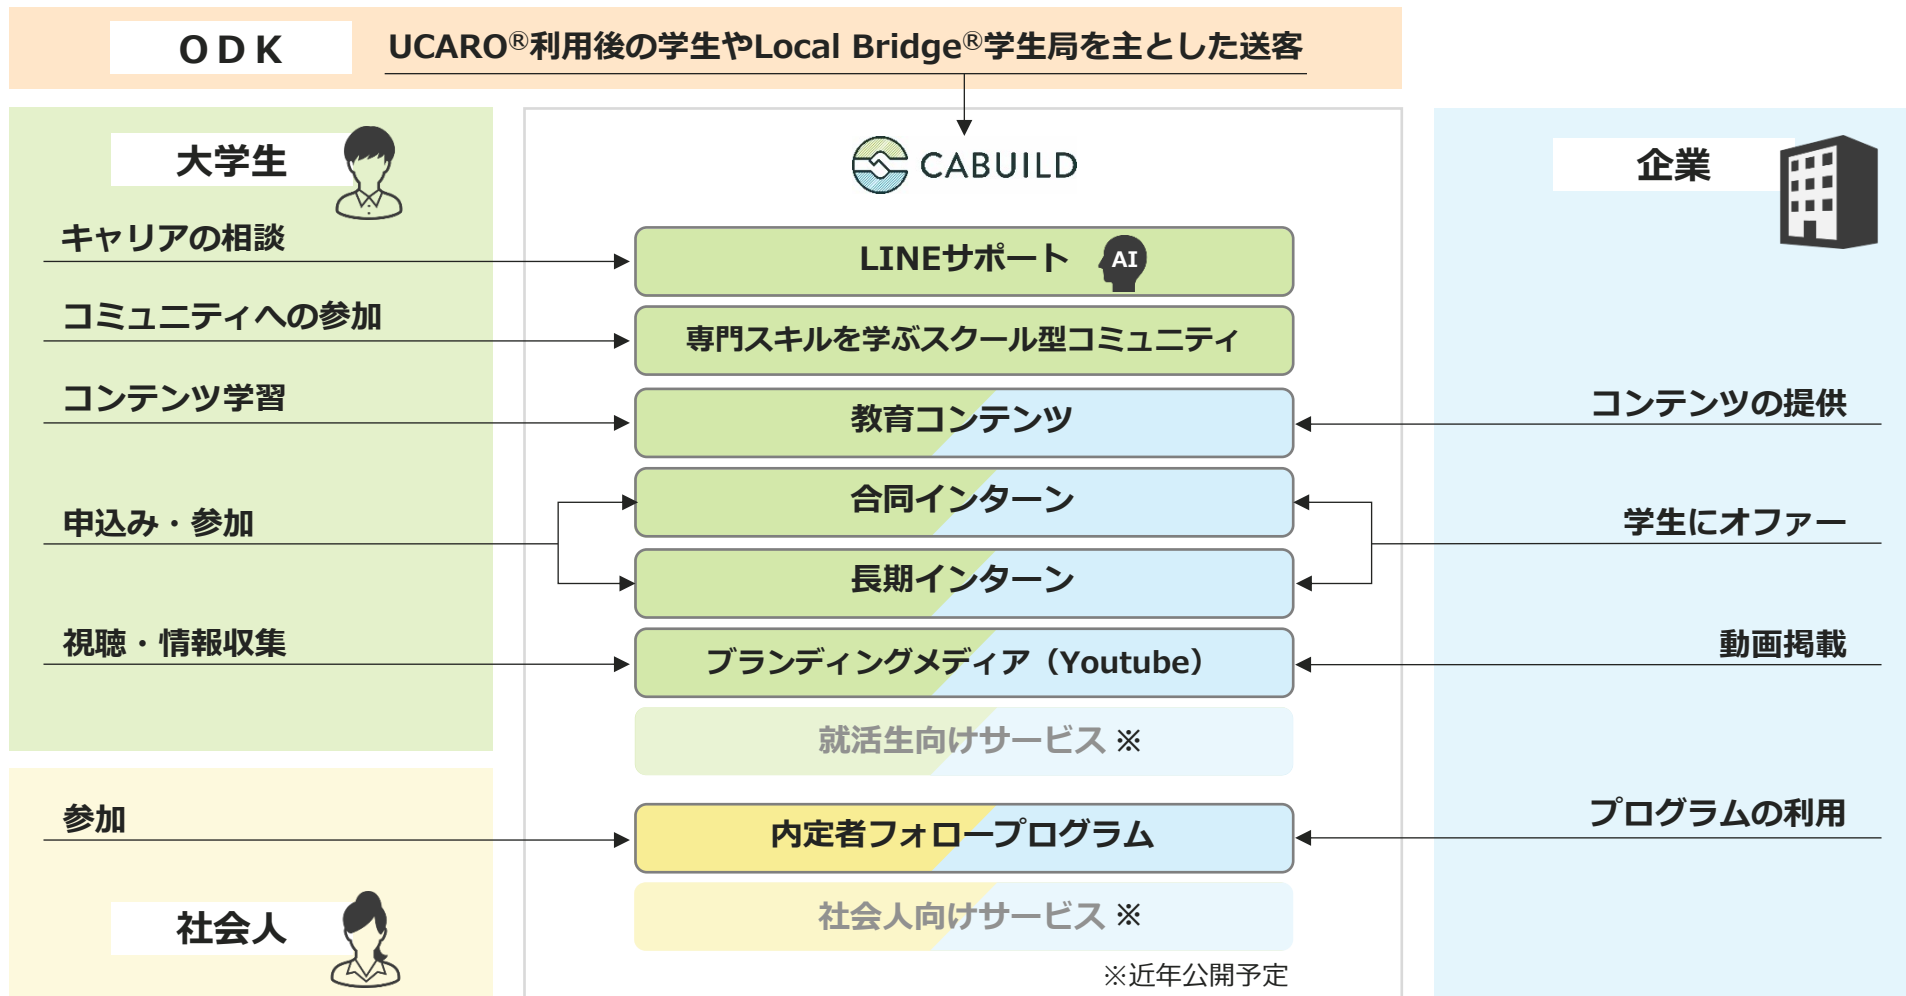 ODK
UCARO®利用後の学生やLocal Bridge®学生局を主とした送客
大学生
CABUILD
企業
キャリアの相談
LINEサポート
AI
コミュニティへの参加
専門スキルを学ぶスクール型コミュニティ
コンテンツ学習
教育コンテンツ
コンテンツの提供
合同インターン
申込み・参加
学生にオファー
長期インターン
視聴・情報収集
ブランディングメディア（Youtube）
動画掲載
就活生向けサービス ※
参加
内定者フォロープログラム
プログラムの利用
社会人
社会人向けサービス ※
※近年公開予定